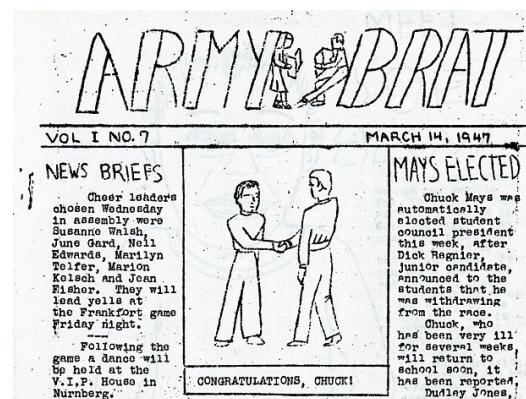 ARMY BRAT
VOL I NO. 7
MARCH 14, 1947
NEWS BRIEFS
Cheer leaders
chosen Wednesday
in assembly were
Susanne Walsh,
June Gard, Neil
Edwards, Marilyn
Telfer, Marion
Kolsch and Joan
Fisher. They will
lead yells at
the Frankfort game
Friday night.
Following the
game a dance will
be held at the
V.I.P. House in
Nurnberg.
CONGRATULATIONS, CHUCK!
MAYS ELECTED
Chuck Mays was
automatically
elected student
council president
this week, after
Dick Regnier,
junior candidate,
announced to the
students that he
was withdrawing
from the race.
Chuck, who
has been very ill
for several weeks,
will return to
school soon, it
has been reported.
Dudley Jones,